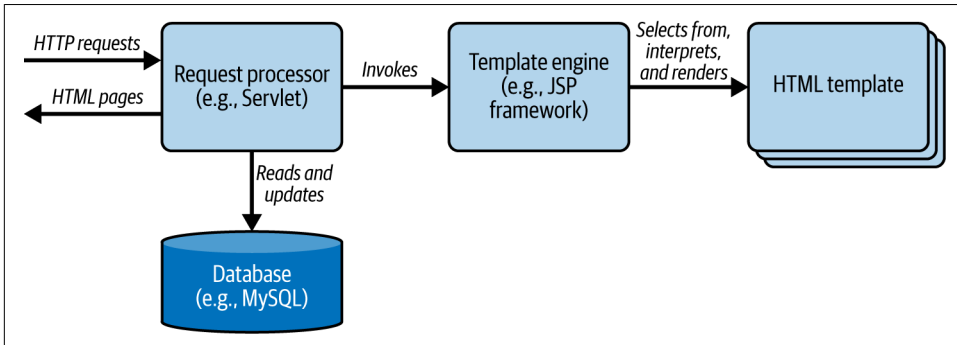 HTTP requests
HTML pages
Request processor
(e.g., Servlet)
Invokes
Template engine
(e.g., JSP
framework)
Selects from,
interprets,
and renders
HTML template
Reads and
updates
Database
(e.g., MySQL)